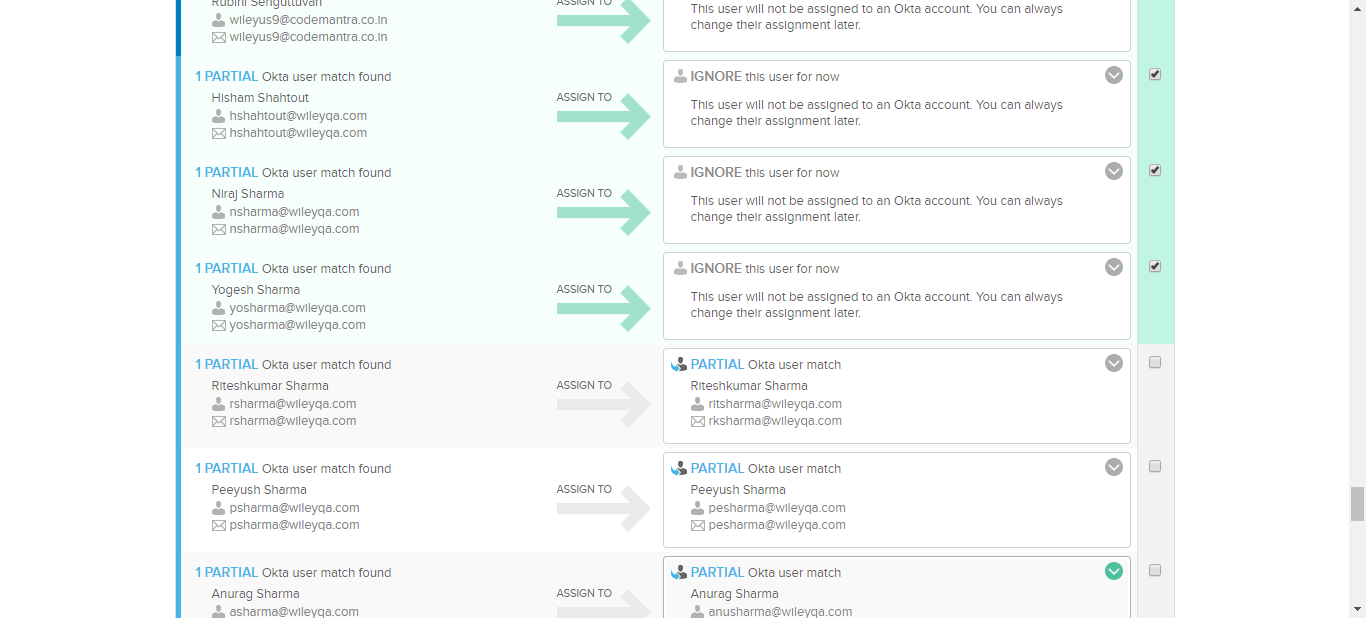 Rubini Senguttuvan
wileyus9@codemantra.co.in
wileyus9@codemantra.co.in
ASSIGN TO
This user will not be assigned to an Okta account. You can always
change their assignment later.
1 PARTIAL Okta user match found
Hisham Shahtout
hshahtout@wileyqa.com
hshahtout@wileyqa.com
ASSIGN TO
IGNORE this user for now
This user will not be assigned to an Okta account. You can always
change their assignment later.
1 PARTIAL Okta user match found
Niraj Sharma
nsharma@wileyqa.com
nsharma@wileyqa.com
ASSIGN TO
IGNORE this user for now
This user will not be assigned to an Okta account. You can always
change their assignment later.
1 PARTIAL Okta user match found
Yogesh Sharma
yosharma@wileyqa.com
yosharma@wileyqa.com
ASSIGN TO
IGNORE this user for now
This user will not be assigned to an Okta account. You can always
change their assignment later.
1 PARTIAL Okta user match found
Riteshkumar Sharma
rsharma@wileyqa.com
rsharma@wileyqa.com
ASSIGN TO
PARTIAL Okta user match
Riteshkumar Sharma
ritsharma@wileyqa.com
rksharma@wileyqa.com
1 PARTIAL Okta user match found
Peeyush Sharma
psharma@wileyqa.com
psharma@wileyqa.com
ASSIGN TO
PARTIAL Okta user match
Peeyush Sharma
pesharma@wileyqa.com
pesharma@wileyqa.com
1 PARTIAL Okta user match found
Anurag Sharma
asharma@wileyqa.com
ASSIGN TO
PARTIAL Okta user match
Anurag Sharma
anusharma@wileyqa.com